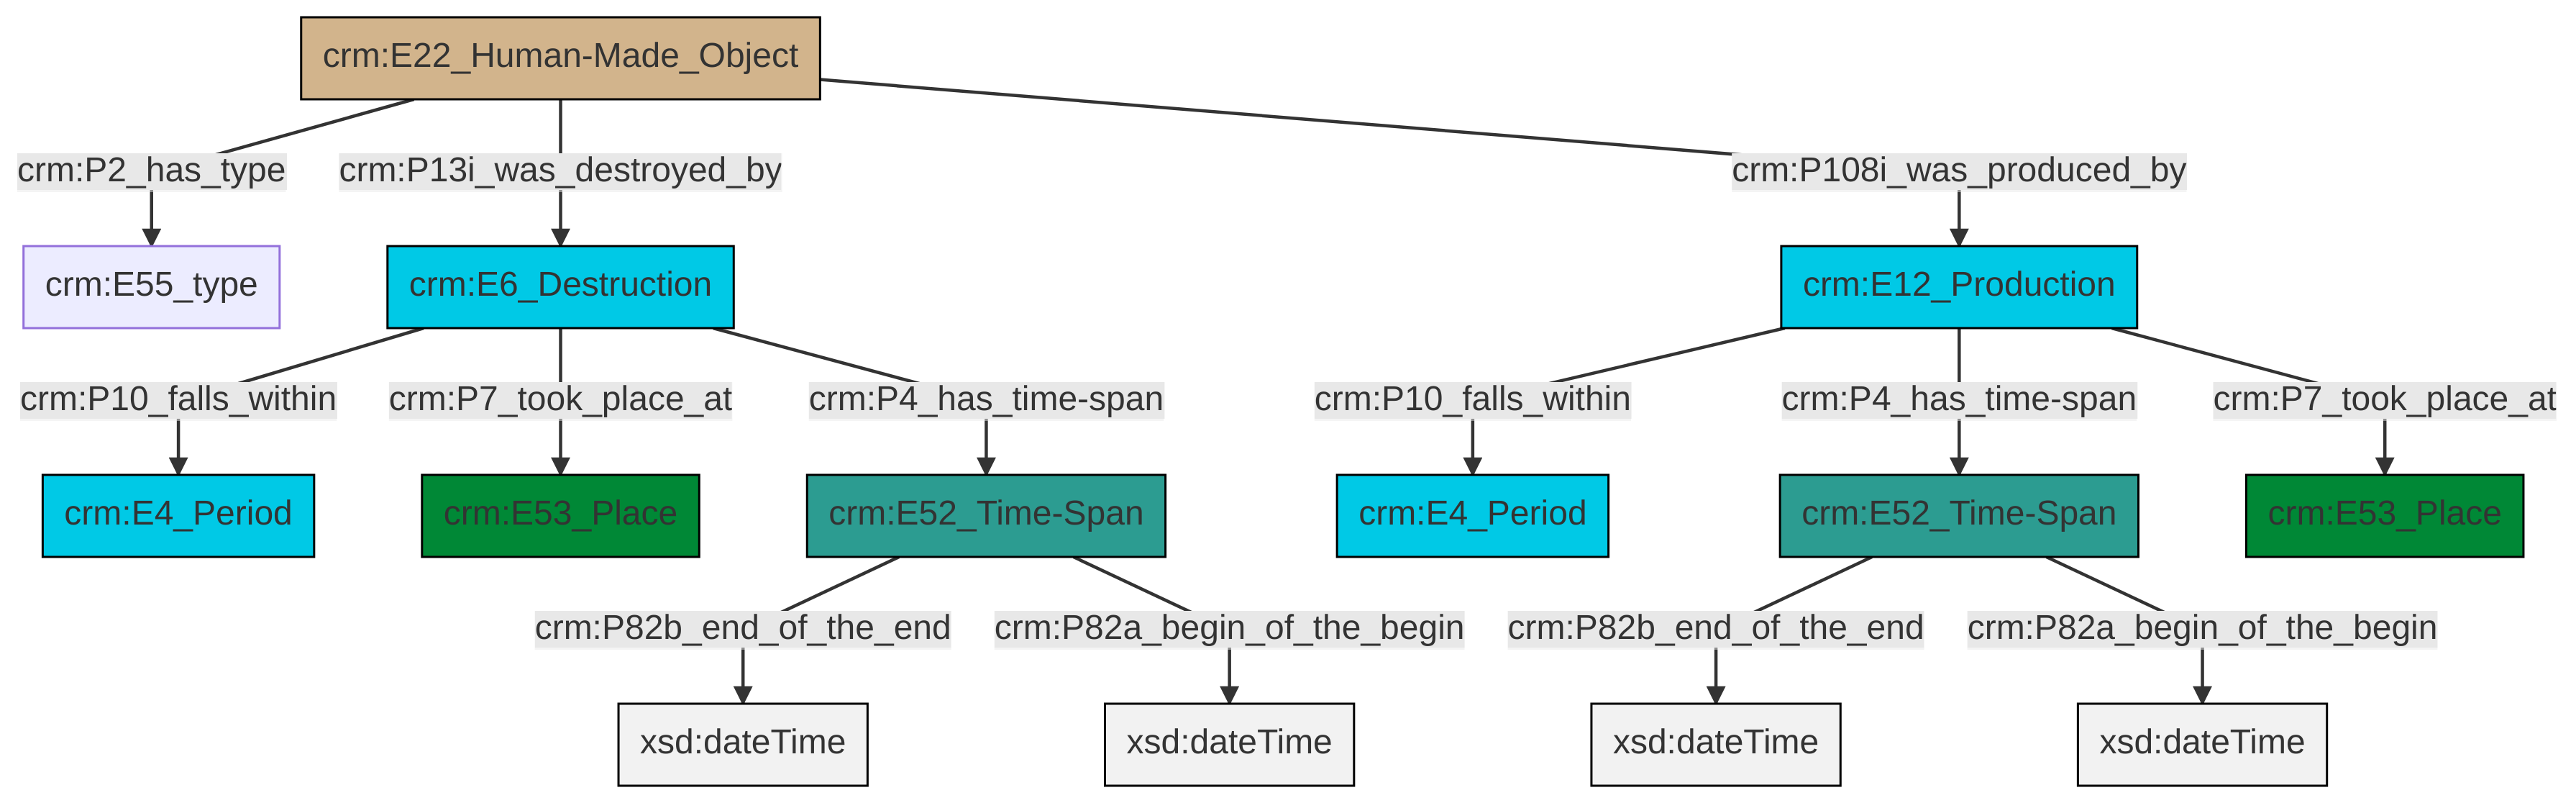 crm:E22_Human-Made_Object
crm:P2_has_type
crm:P13i_was_destroyed_by
crm:P108i_was_produced_by
crm:E55_type
crm:E6_Destruction
crm:E12_Production
crm:P10_falls_within
crm:P7_took_place_at
crm:P4_has_time-span
crm:P10_falls_within
crm:P4_has_time-span
crm:P7_took_place_at
crm:E4_Period
crm:E53_Place
crm:E52_Time-Span
crm:E4_Period
crm:E52_Time-Span
crm:E53_Place
crm:P82b_end_of_the_end
crm:P82a_begin_of_the_begin
crm:P82b_end_of_the_end
crm:P82a_begin_of_the_begin
xsd:dateTime
xsd:dateTime
xsd:dateTime
xsd:dateTime